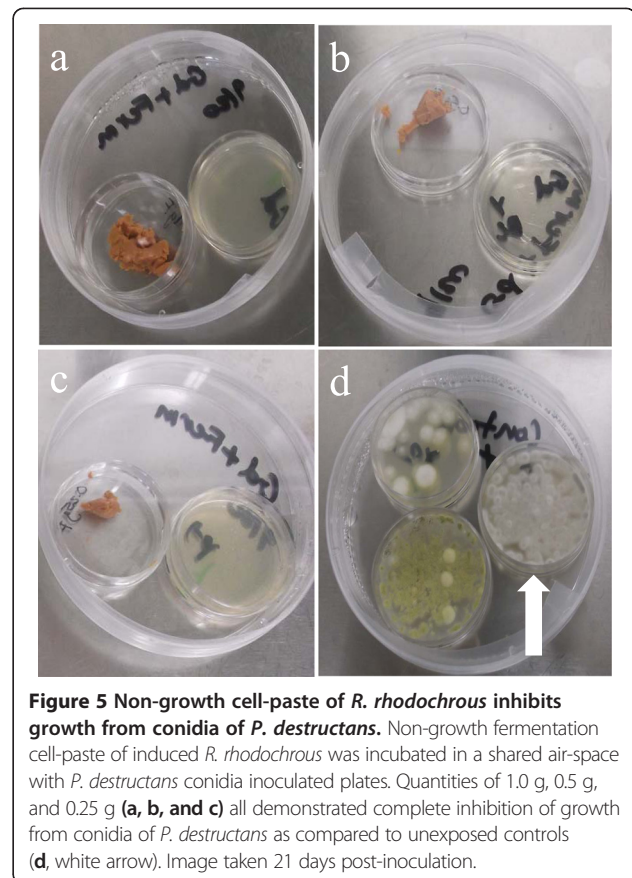 a
b
c
d
Figure 5 Non-growth cell-paste of R. rhodochrous inhibits
growth from conidia of P. destructans. Non-growth fermentation
cell-paste of induced R. rhodochrous was incubated in a shared air-space
with P. destructans conidia inoculated plates. Quantities of 1.0 g, 0.5 g,
and 0.25 g (a, b, and c) all demonstrated complete inhibition of growth
from conidia of P. destructans as compared to unexposed controls
(d, white arrow). Image taken 21 days post-inoculation.